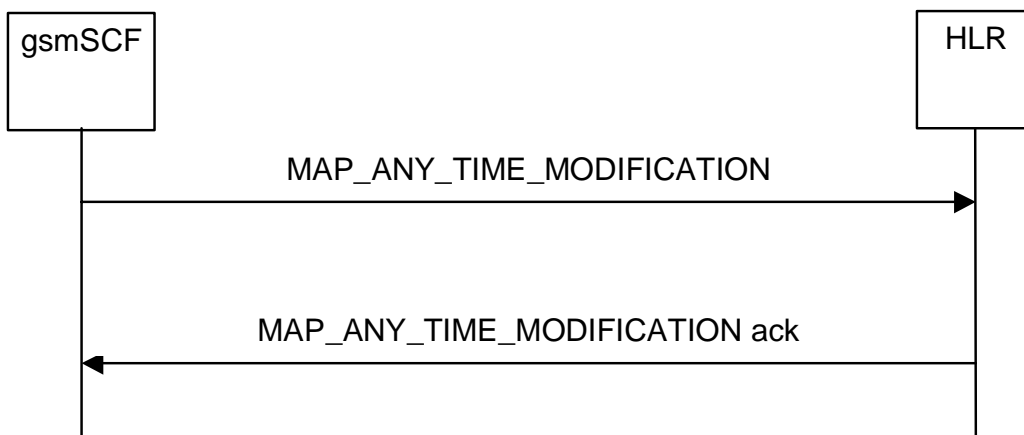 gsmSCF
HLR
MAP_ANY_TIME_MODIFICATION
MAP_ANY_TIME_MODIFICATION ack